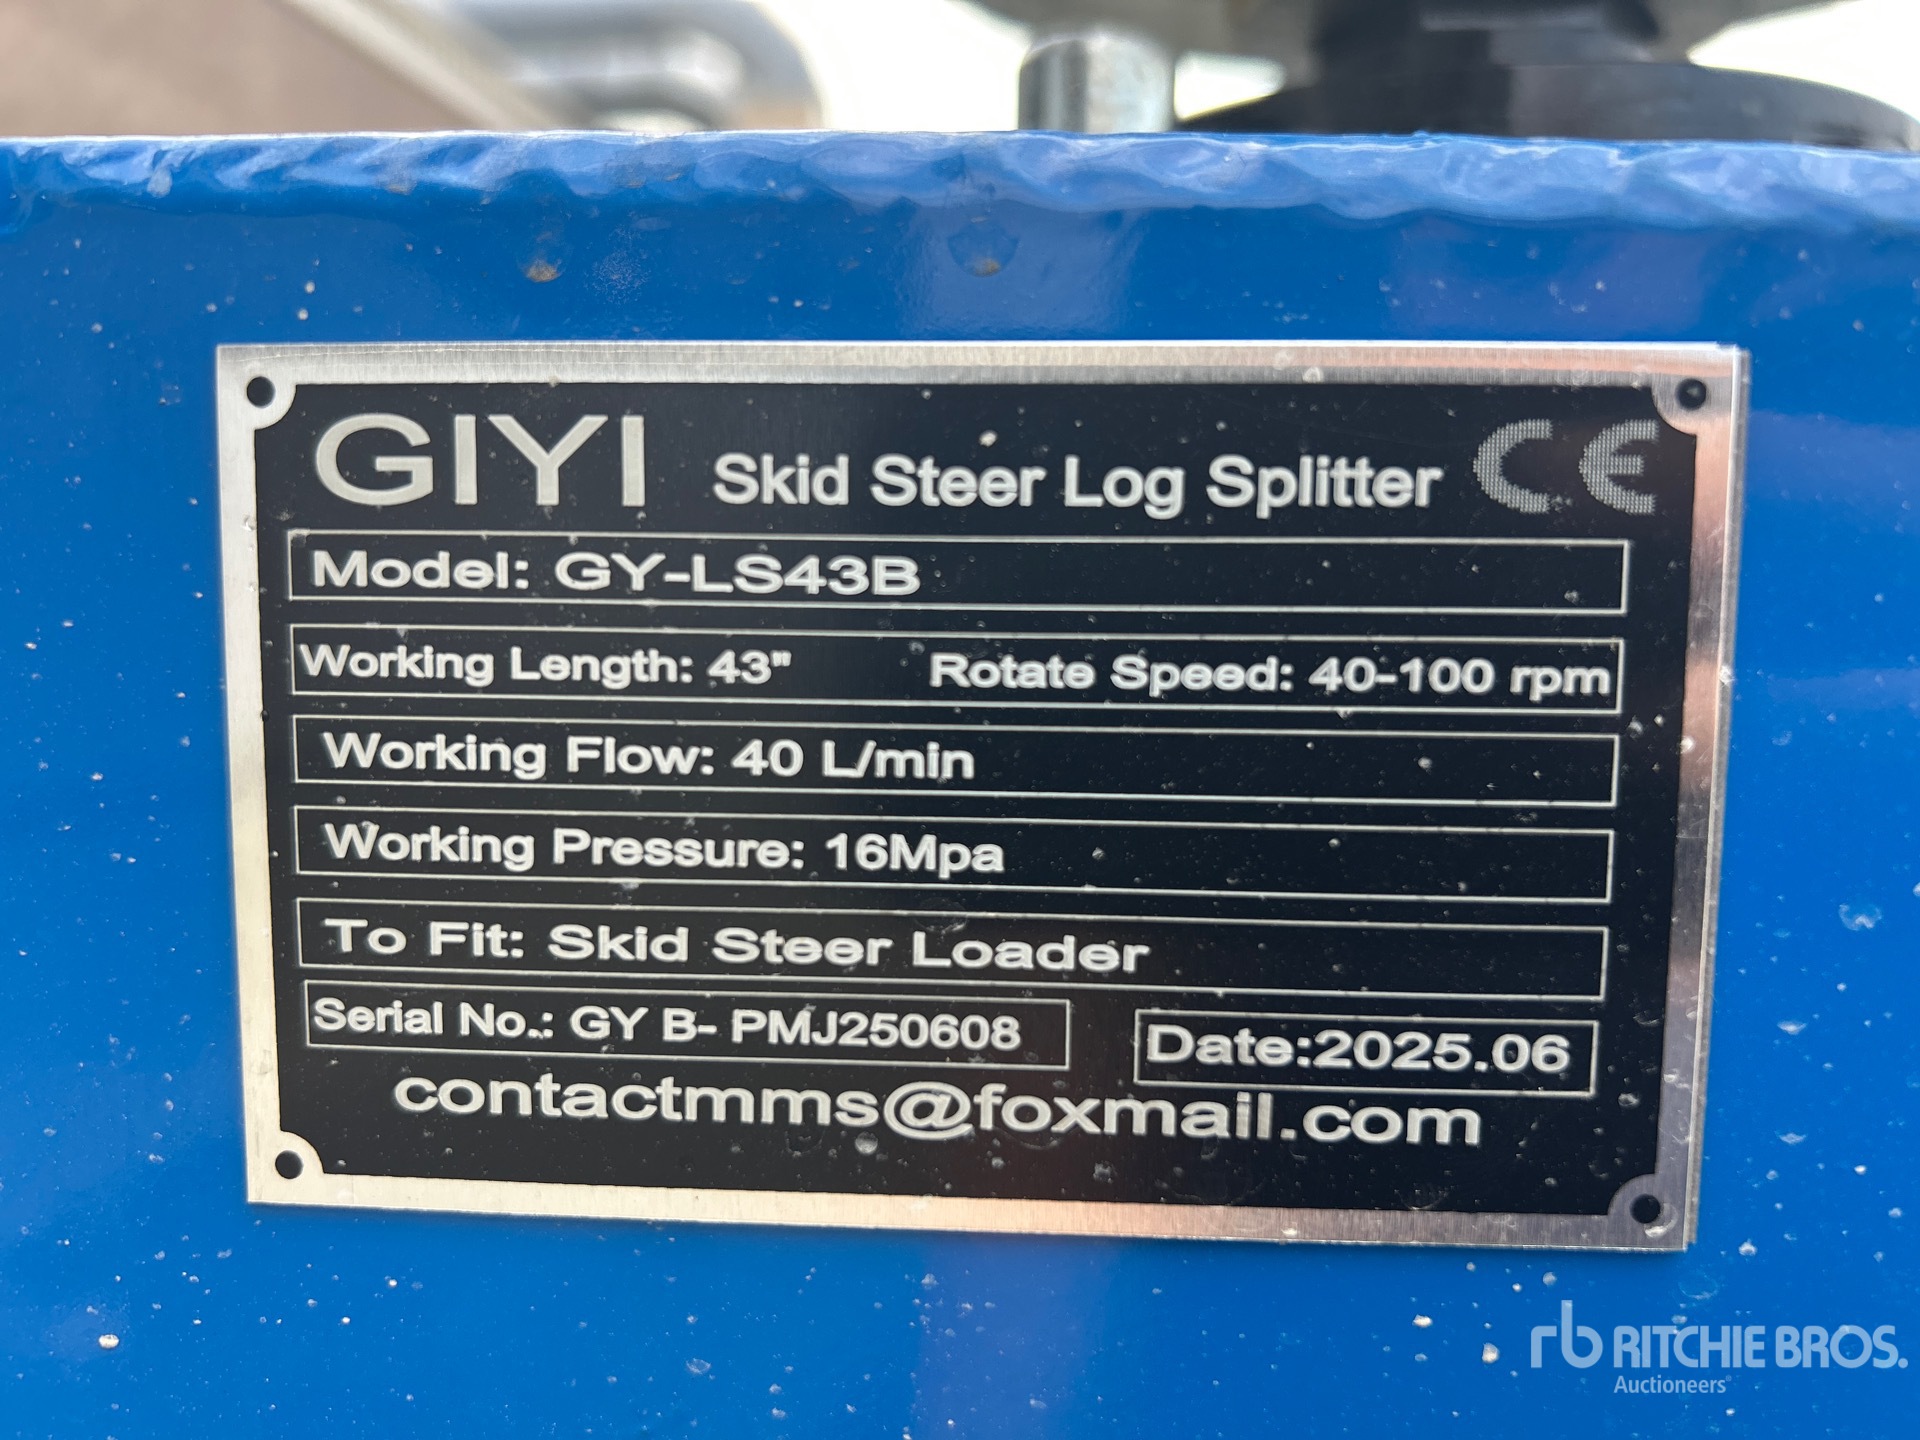 GIYI Skid Steer Log Splitter CE
Model: GY-LS43B
Working Length: 43" Rotate Speed: 40-100 rpm
Working Flow: 40 L/min
Working Pressure: 16Mpa
To Fit: Skid Steer Loader
Serial No.: GY B- PMJ250608 Date:2025.06
contactmms@foxmail.com
rb RITCHIE BROS.
Auctioneers